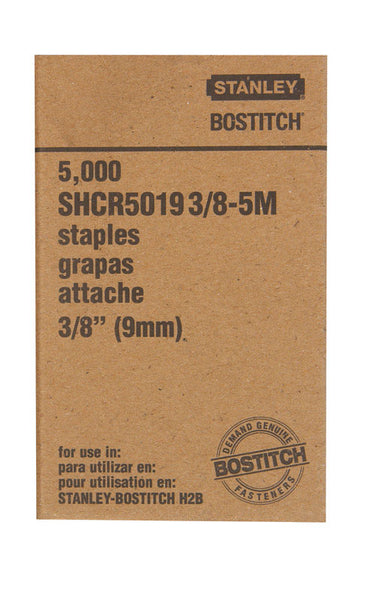 STANLEY
BOSTITCH®
5,000
SHCR5019 3/8-5M
staples
grapas
attache
3/8” (9mm)
for use in:
para utilizar en:
pour utilisation en:
STANLEY-BOSTITCH H2B
DEMAND GENUINE
BOSTITCH
FASTENERS